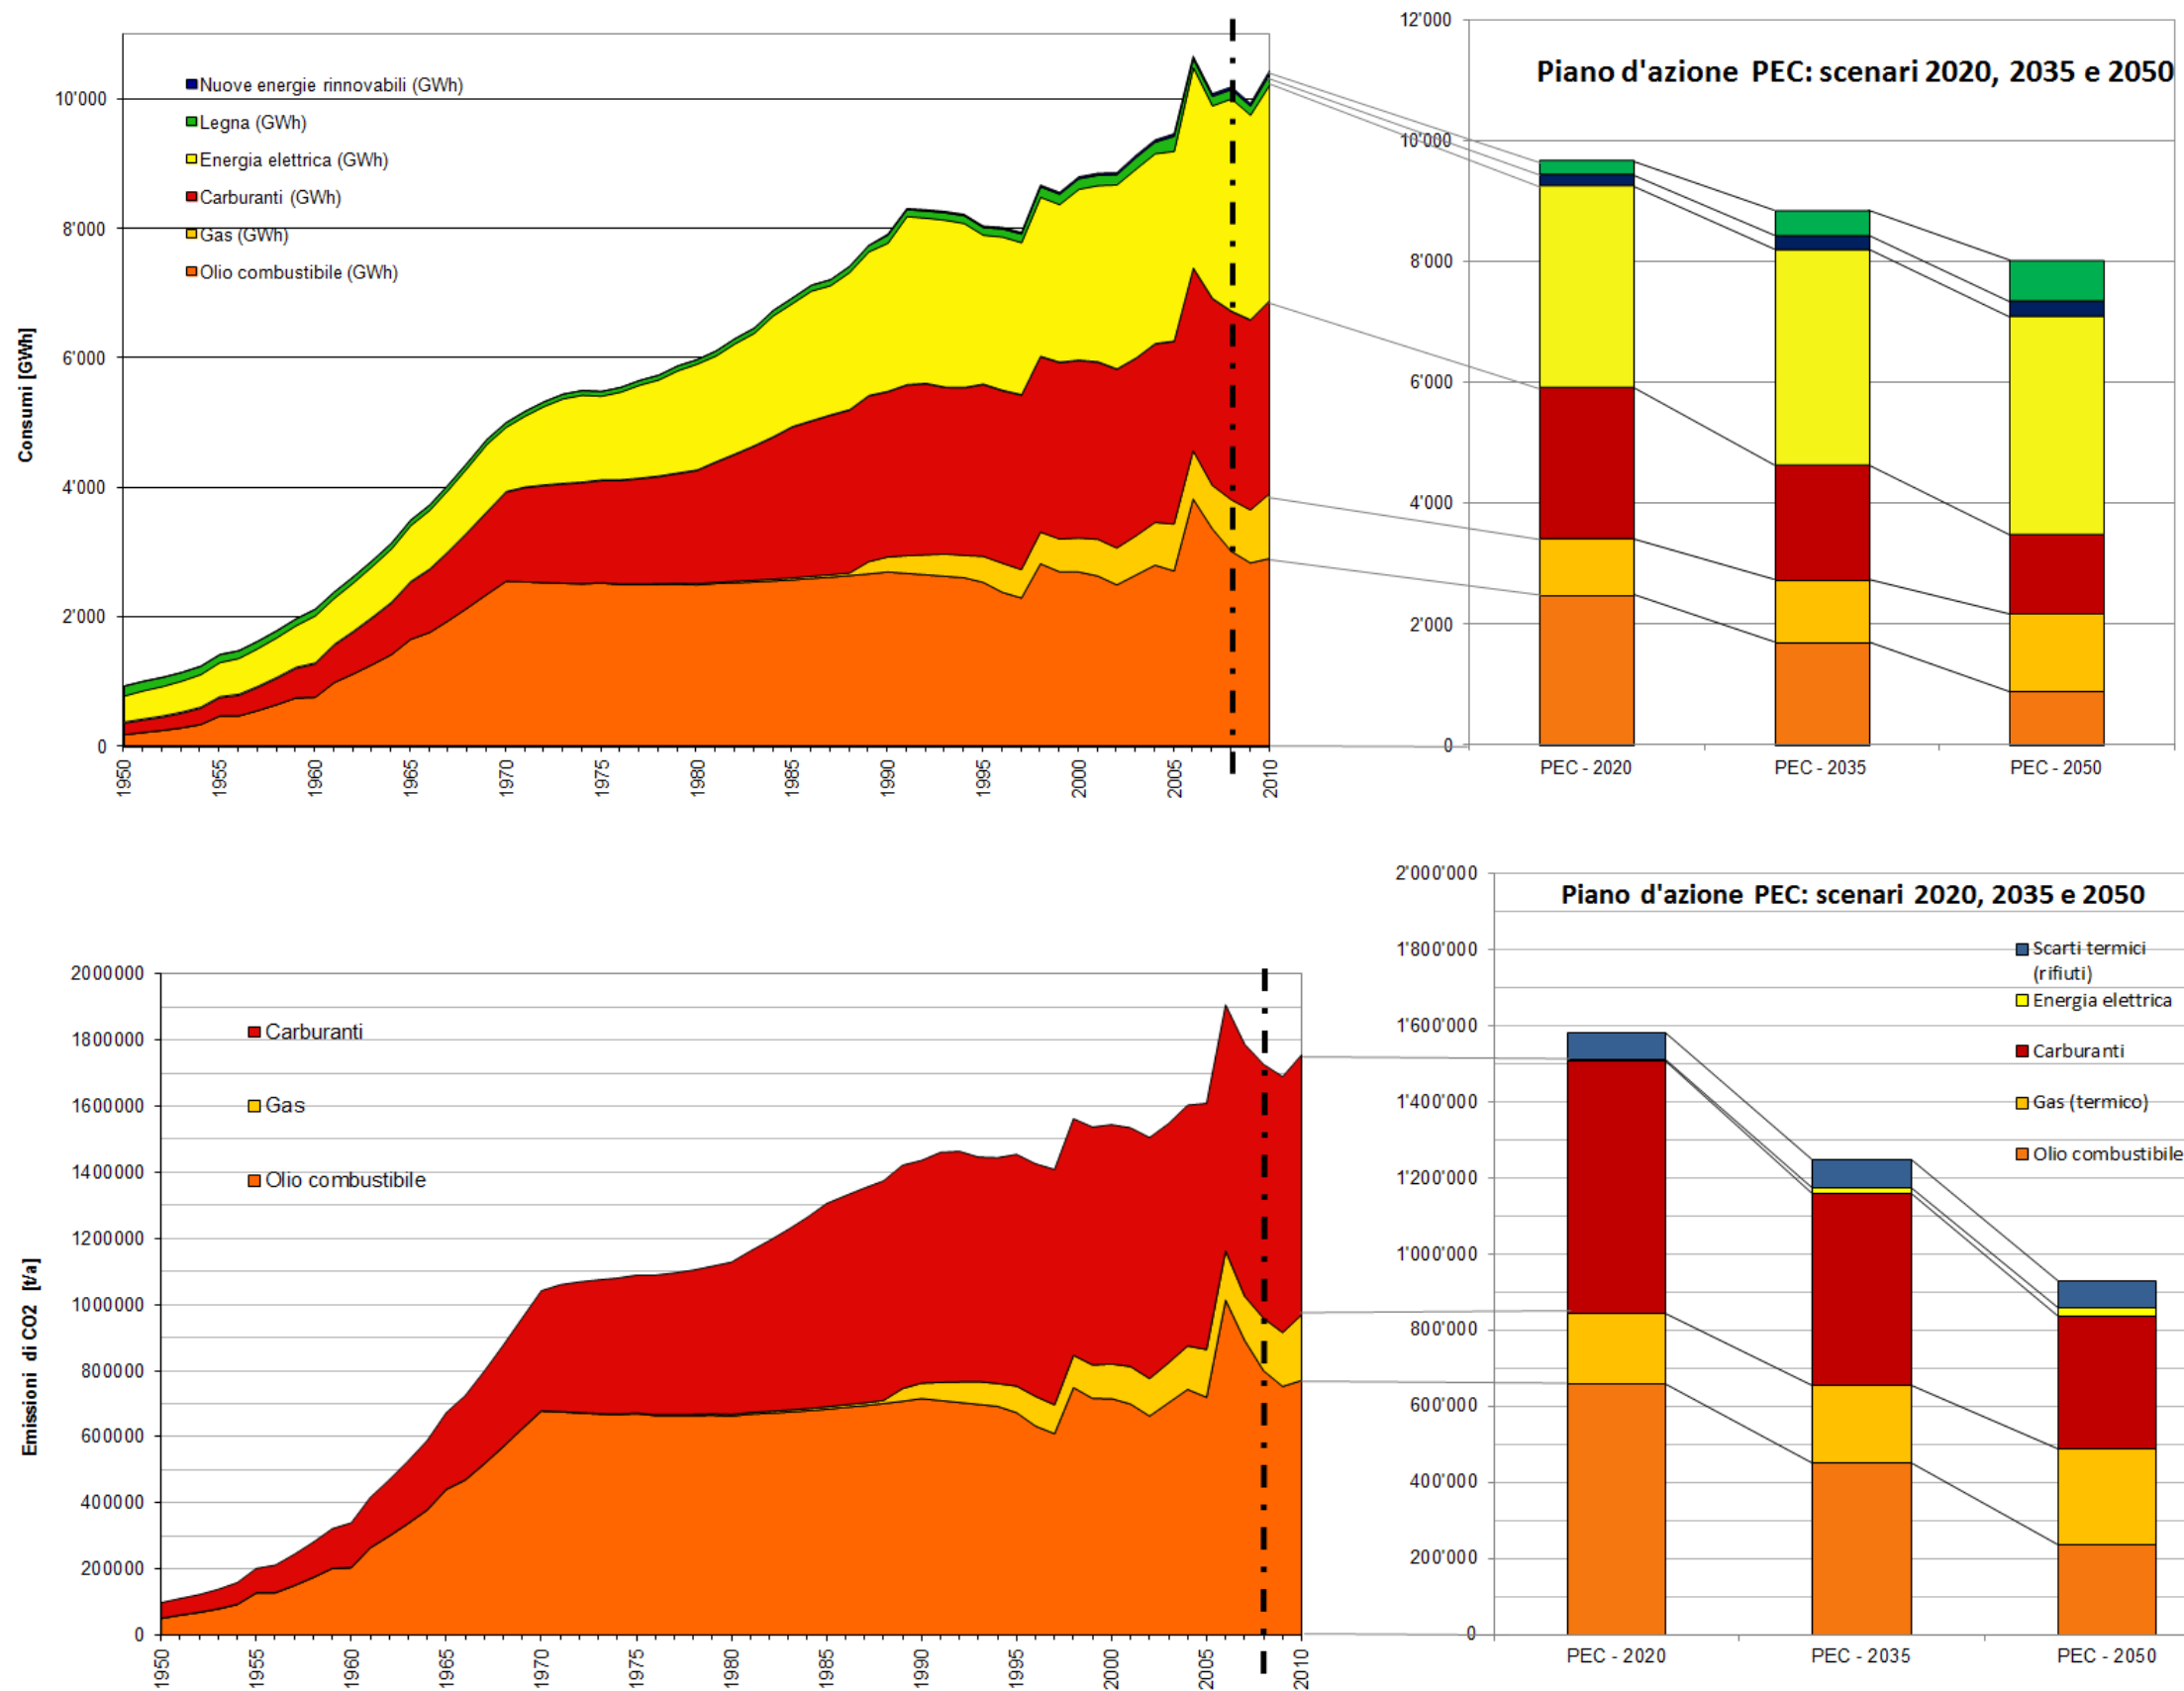 Consumi [GWh]
10'000
8'000
6'000
4'000
2'000
0
Nuove energie rinnovabili (GWh)
Legna (GWh)
Energia elettrica (GWh)
Carburanti (GWh)
Gas (GWh)
Olio combustibile (GWh)
1950
1955
1960
1965
1970
1975
1980
1985
1990
1995
2000
2005
2010
Piano d'azione PEC: scenari 2020, 2035 e 2050
12'000
10'000
8'000
6'000
4'000
2'000
0
PEC - 2020
PEC - 2035
PEC - 2050
Emissioni di CO2 [t/a]
2000000
1800000
1600000
1400000
1200000
1000000
800000
600000
400000
200000
0
Carburanti
Gas
Olio combustibile
1950
1955
1960
1965
1970
1975
1980
1985
1990
1995
2000
2005
2010
Piano d'azione PEC: scenari 2020, 2035 e 2050
2'000'000
1'800'000
1'600'000
1'400'000
1'200'000
1'000'000
800'000
600'000
400'000
200'000
0
Scarti termici
(rifiuti)
Energia elettrica
Carburanti
Gas (termico)
Olio combustibile
PEC - 2020
PEC - 2035
PEC - 2050